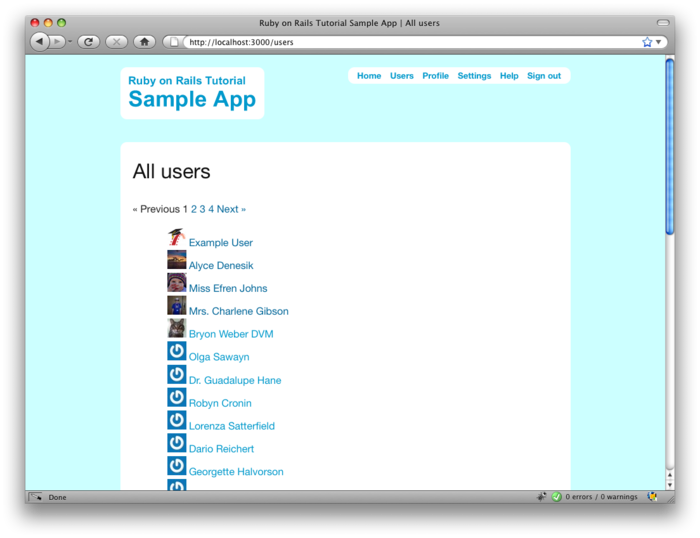 Ruby on Rails Tutorial Sample App | All users
http://localhost:3000/users
Ruby on Rails Tutorial
Sample App
Home Users Profile Settings Help Sign out
All users
« Previous 1 2 3 4 Next »
Example User
Alyce Denesik
Miss Efren Johns
Mrs. Charlene Gibson
Bryon Weber DVM
Olga Sawayn
Dr. Guadalupe Hane
Robyn Cronin
Lorenza Satterfield
Dario Reichert
Georgette Halvorson
Done
0 errors / 0 warnings